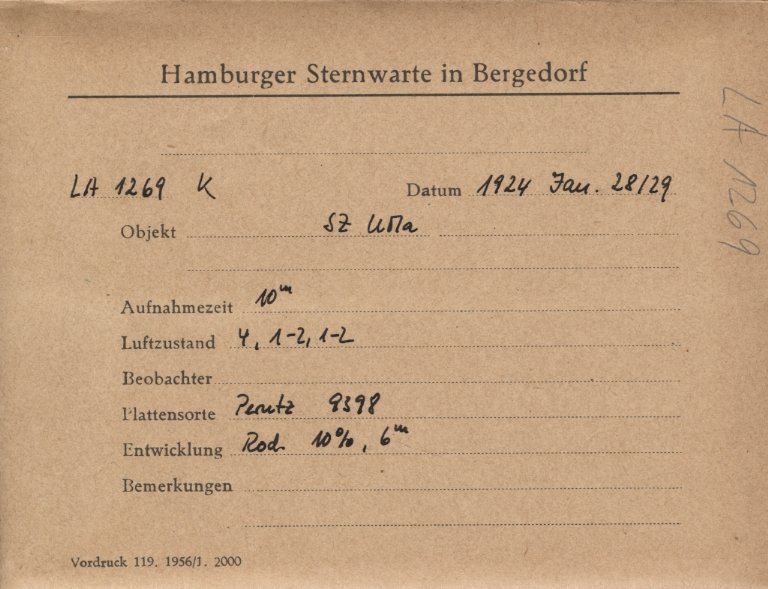 Hamburger Sternwarte in Bergedorf
LA 1269 K Datum 1924 Jan. 28/29
Objekt SZ UMa
Aufnahmezeit 10ᵐ
Luftzustand 4, 1-2, 1-2
Beobachter
Plattensorte Perutz 9398
Entwicklung Rod. 10%, 6ᵐ
Bemerkungen
Vordruck 119. 1956/1. 2000
LA 1269